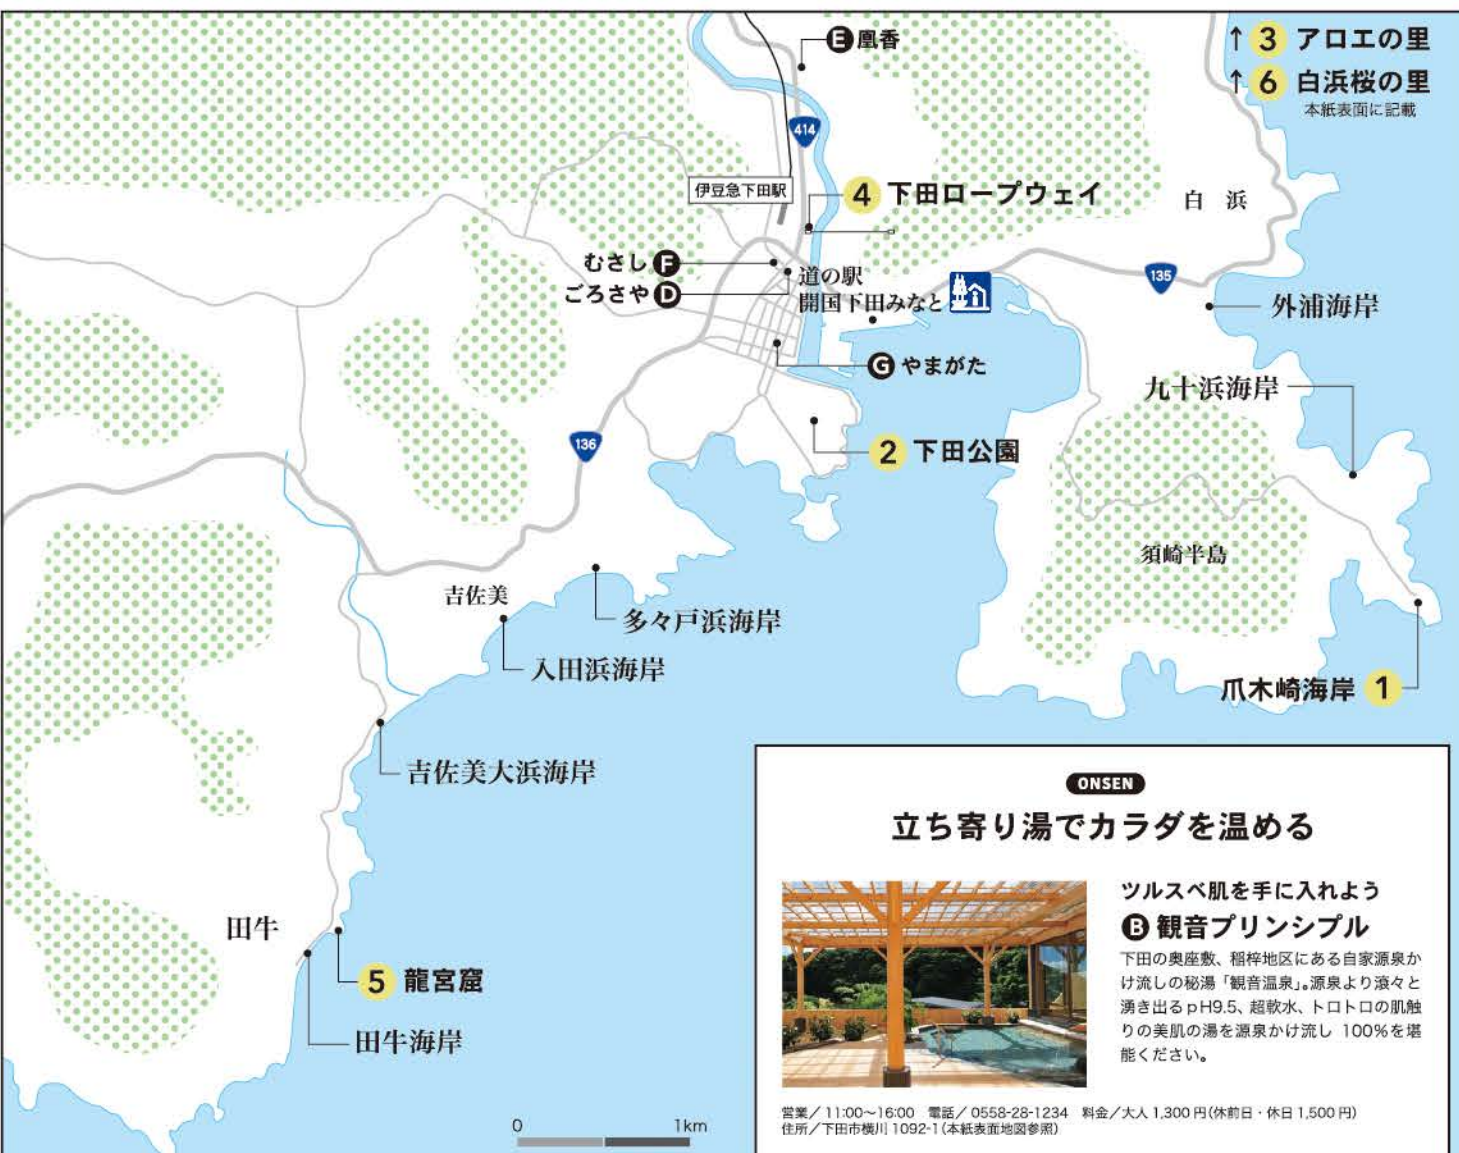 E 凰香
↑ 3 アロエの里
↑ 6 白浜桜の里
本紙表面に記載
414
伊豆急下田駅
4 下田ロープウェイ
白 浜
むさし F
ごろさや D
道の駅
開国下田みなと
135
外浦海岸
G やまがた
九十浜海岸
136
2 下田公園
須崎半島
吉佐美
多々戸浜海岸
入田浜海岸
爪木崎海岸 1
吉佐美大浜海岸
田牛
5 龍宮窟
田牛海岸
0 1km
ONSEN
立ち寄り湯でカラダを温める
ツルスベ肌を手に入れよう
B 観音プリンシプル
下田の奥座敷、稲梓地区にある自家源泉か
け流しの秘湯「観音温泉」。源泉より滾々と
湧き出るpH9.5、超軟水、トロトロの肌触
りの美肌の湯を源泉かけ流し 100%を堪
能ください。
営業／11:00〜16:00 電話／0558-28-1234 料金／大人 1,300 円(休前日・休日 1,500 円)
住所／下田市横川 1092-1(本紙表面地図参照)